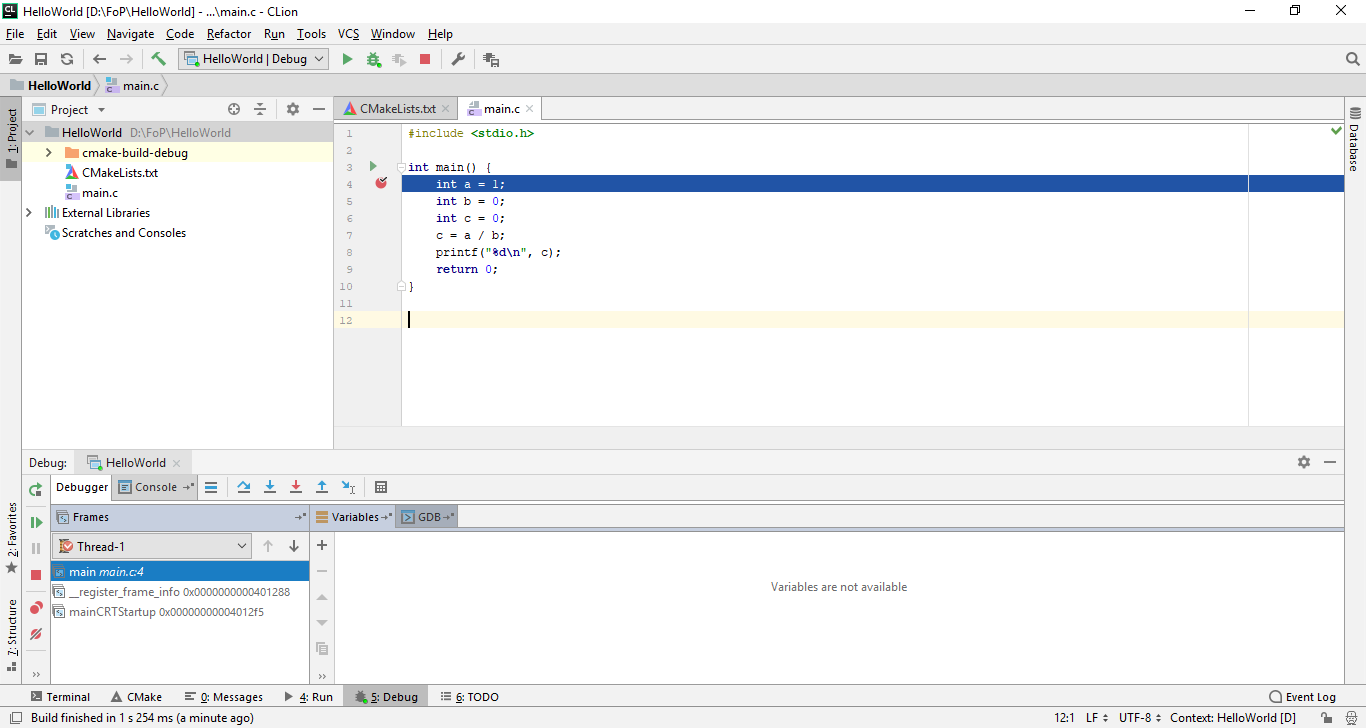 HelloWorld [D:\FoP\HelloWorld] - ...\main.c - CLion
File Edit View Navigate Code Refactor Run Tools VCS Window Help
HelloWorld | Debug
HelloWorld main.c
1: Project
Project
HelloWorld D:\FoP\HelloWorld
cmake-build-debug
CMakeLists.txt
main.c
External Libraries
Scratches and Consoles
CMakeLists.txt main.c
1 #include <stdio.h>
2
3 int main() {
4 int a = 1;
5 int b = 0;
6 int c = 0;
7 c = a / b;
8 printf("%d\n", c);
9 return 0;
10 }
11
12
Database
Debug: HelloWorld
Debugger Console
Frames
Variables GDB
Thread-1
main main.c:4
__register_frame_info 0x0000000000401288
mainCRTStartup 0x00000000004012f5
Variables are not available
2: Favorites
7: Structure
Terminal CMake 0: Messages 4: Run 5: Debug 6: TODO Event Log
Build finished in 1 s 254 ms (a minute ago) 12:1 LF UTF-8 Context: HelloWorld [D]